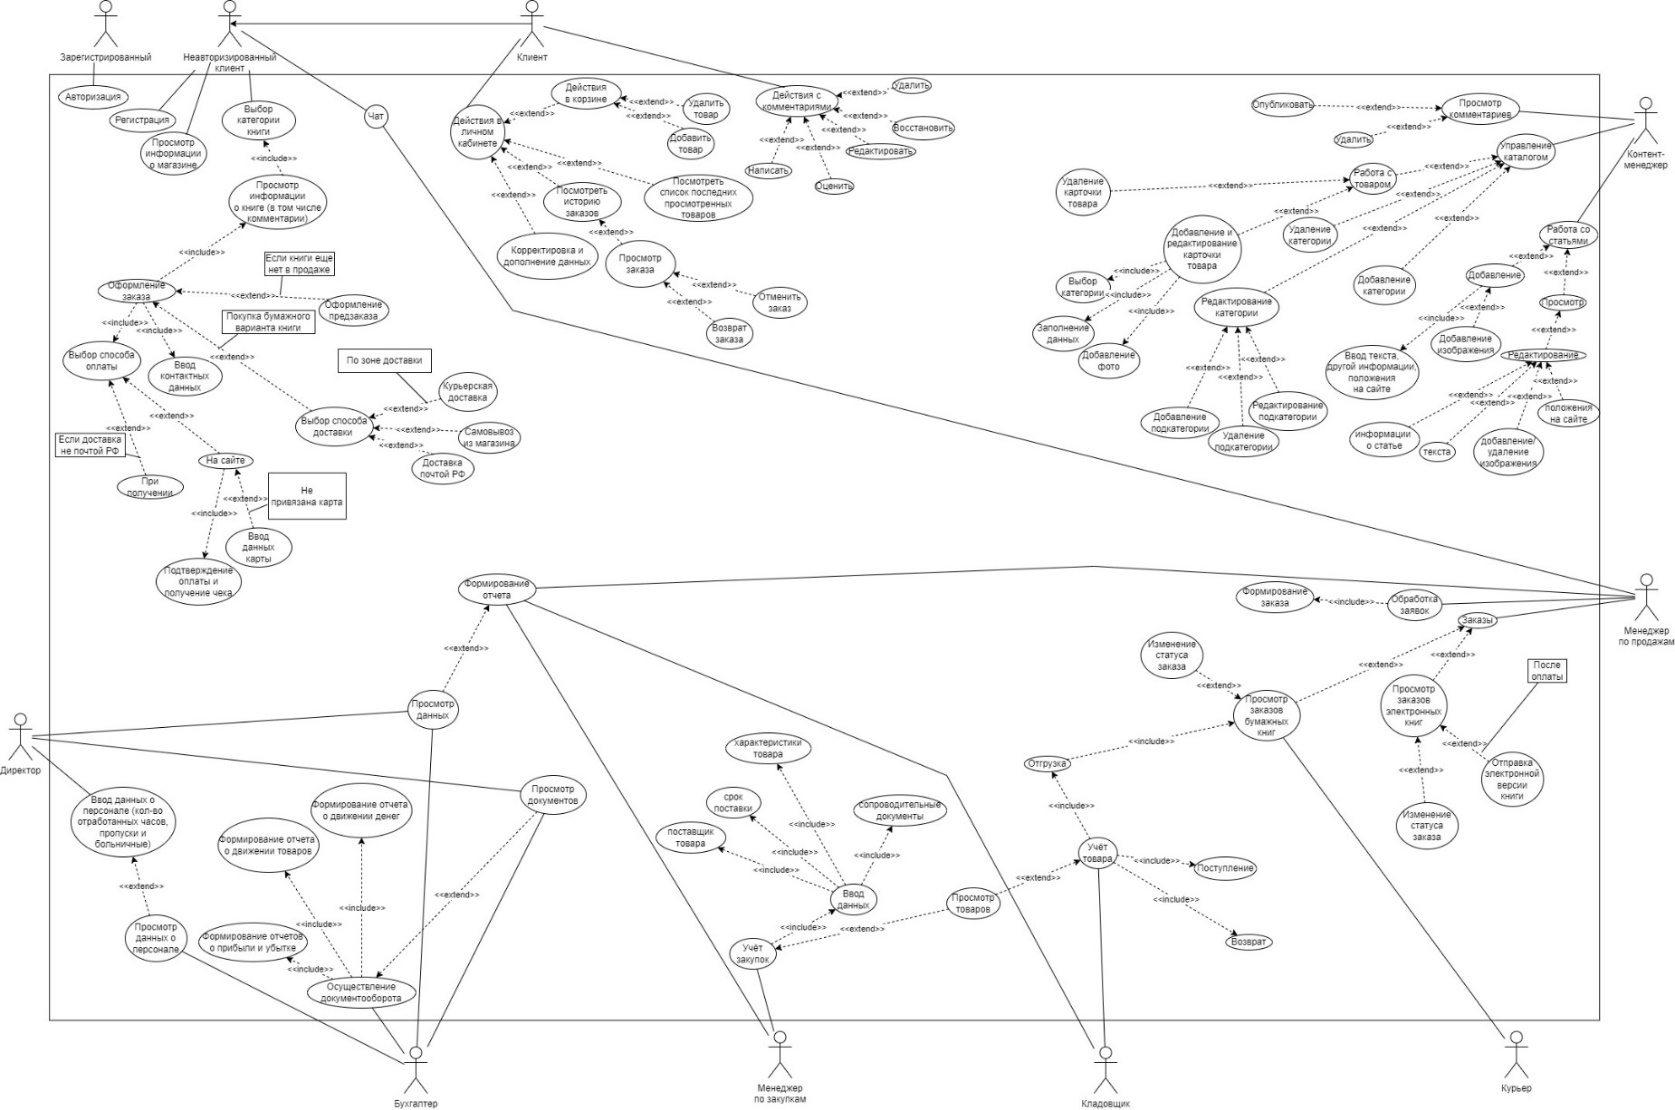 Зарегистрированный
Неавторизированный
клиент
Клиент
Авторизация
Регистрация
Просмотр
информации
о магазине
Выбор
категории
книги
<<include>>
Просмотр
информации
о книге (в том числе
комментарии)
<<include>>
Чат
Действия в
личном
кабинете
Действия
в корзине
<<extend>>
<<extend>>
Удалить
товар
<<extend>>
Добавить
товар
<<extend>>
Посмотреть
список последних
просмотренных
товаров
<<extend>>
Посмотреть
историю
заказов
<<extend>>
Корректировка и
дополнение данных
<<extend>>
Просмотр
заказа
<<extend>>
Отменить
заказ
<<extend>>
Возврат
заказа
Действия с
комментариями
<<extend>>
Удалить
<<extend>>
Восстановить
<<extend>>
Редактировать
<<extend>>
Написать
<<extend>>
Оценить
Опубликовать
<<extend>>
Просмотр
комментариев
Удалить
<<extend>>
Контент-
менеджер
Управление
каталогом
<<extend>>
Работа с
товаром
<<extend>>
Удаление
карточки
товара
<<extend>>
Добавление и
редактирование
карточки
товара
<<extend>>
Удаление
категории
<<extend>>
<<extend>>
Добавление
категории
<<include>>
Выбор
категории
<<include>>
Заполнение
данных
<<include>>
Добавление
фото
Редактирование
категории
<<extend>>
<<extend>>
<<extend>>
Добавление
подкатегории
Удаление
подкатегории
Редактирование
подкатегории
Работа со
статьями
<<extend>>
Добавление
<<extend>>
Просмотр
<<include>>
<<extend>>
Добавление
изображения
Ввод текста,
другой информации,
положения
на сайте
<<extend>>
Редактирование
<<extend>>
<<extend>>
<<extend>>
<<extend>>
информации
о статье
текста
добавление/
удаление
изображения
положения
на сайте
Оформление
заказа
Если книги еще
нет в продаже
<<extend>>
Оформление
предзаказа
Покупка бумажного
варианта книги
<<include>>
<<include>>
<<extend>>
Выбор способа
оплаты
Ввод
контактных
данных
По зоне доставки
Выбор способа
доставки
<<extend>>
Курьерская
доставка
<<extend>>
Самовывоз
из магазина
<<extend>>
Доставка
почтой РФ
<<extend>>
<<extend>>
Если доставка
не почтой РФ
При
получении
На сайте
Не
привязана карта
<<extend>>
<<include>>
Ввод
данных
карты
Подтверждение
оплаты и
получение чека
Формирование
отчета
<<extend>>
Просмотр
данных
Формирование
заказа
<<include>>
Обработка
заявок
Заказы
Менеджер
по продажам
Изменение
статуса
заказа
<<extend>>
Просмотр
заказов
бумажных
книг
<<extend>>
<<extend>>
Просмотр
заказов
электронных
книг
После
оплаты
<<extend>>
Отправка
электронной
версии
книги
<<extend>>
Изменение
статуса
заказа
Директор
Ввод данных о
персонале (кол-во
отработанных часов,
пропуски и
больничные)
<<extend>>
Просмотр
данных о
персонале
Формирование отчета
о движении денег
Формирование отчета
о движении товаров
Формирование отчетов
о прибыли и убытке
<<include>>
<<include>>
<<include>>
Осуществление
документооборота
<<extend>>
Просмотр
документов
характеристики
товара
срок
поставки
поставщик
товара
сопроводительные
документы
<<include>>
<<include>>
<<include>>
<<include>>
Ввод
данных
<<include>>
Учёт
закупок
<<extend>>
Просмотр
товаров
<<extend>>
Отгрузка
<<include>>
<<include>>
Учёт
товара
<<include>>
Поступление
<<include>>
Возврат
Бухгалтер
Менеджер
по закупкам
Кладовщик
Курьер